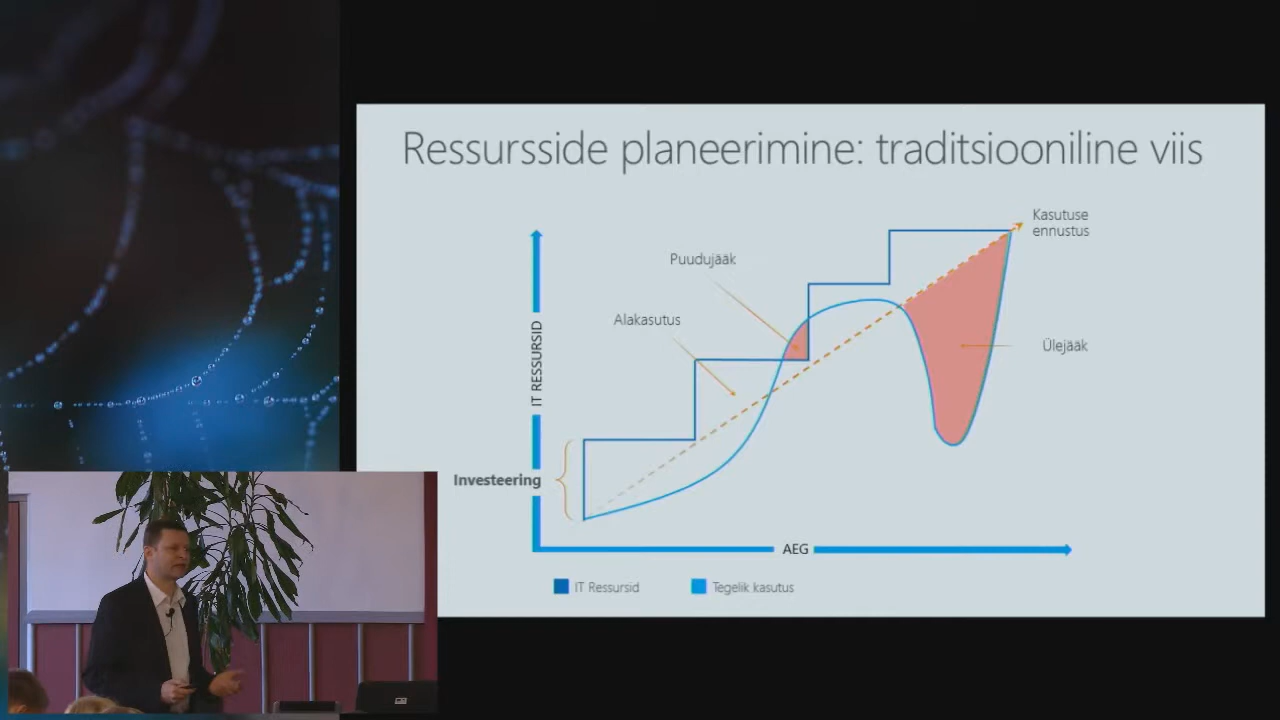 Ressursside planeerimine: traditsiooniline viis
Kasutuse
ennustus
Puudujääk
Alakasutus
IT RESSURSID
Ülejääk
Investeering
AEG
IT Ressursid
Tegelik kasutus